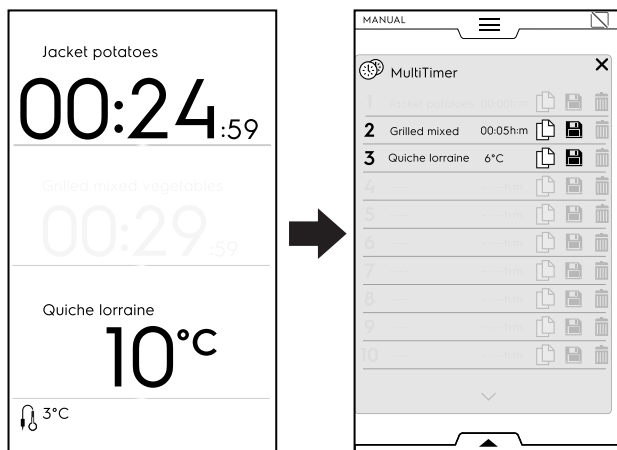 Jacket potatoes
00:24:59
Grilled mixed vegetables
00:29:59
Quiche lorraine
10°C
3°C
MANUAL
MultiTimer
1 Jacket potatoes 00:00h:m
2 Grilled mixed 00:05h:m
3 Quiche lorraine 6°C
4
5
6
7
8
9
10